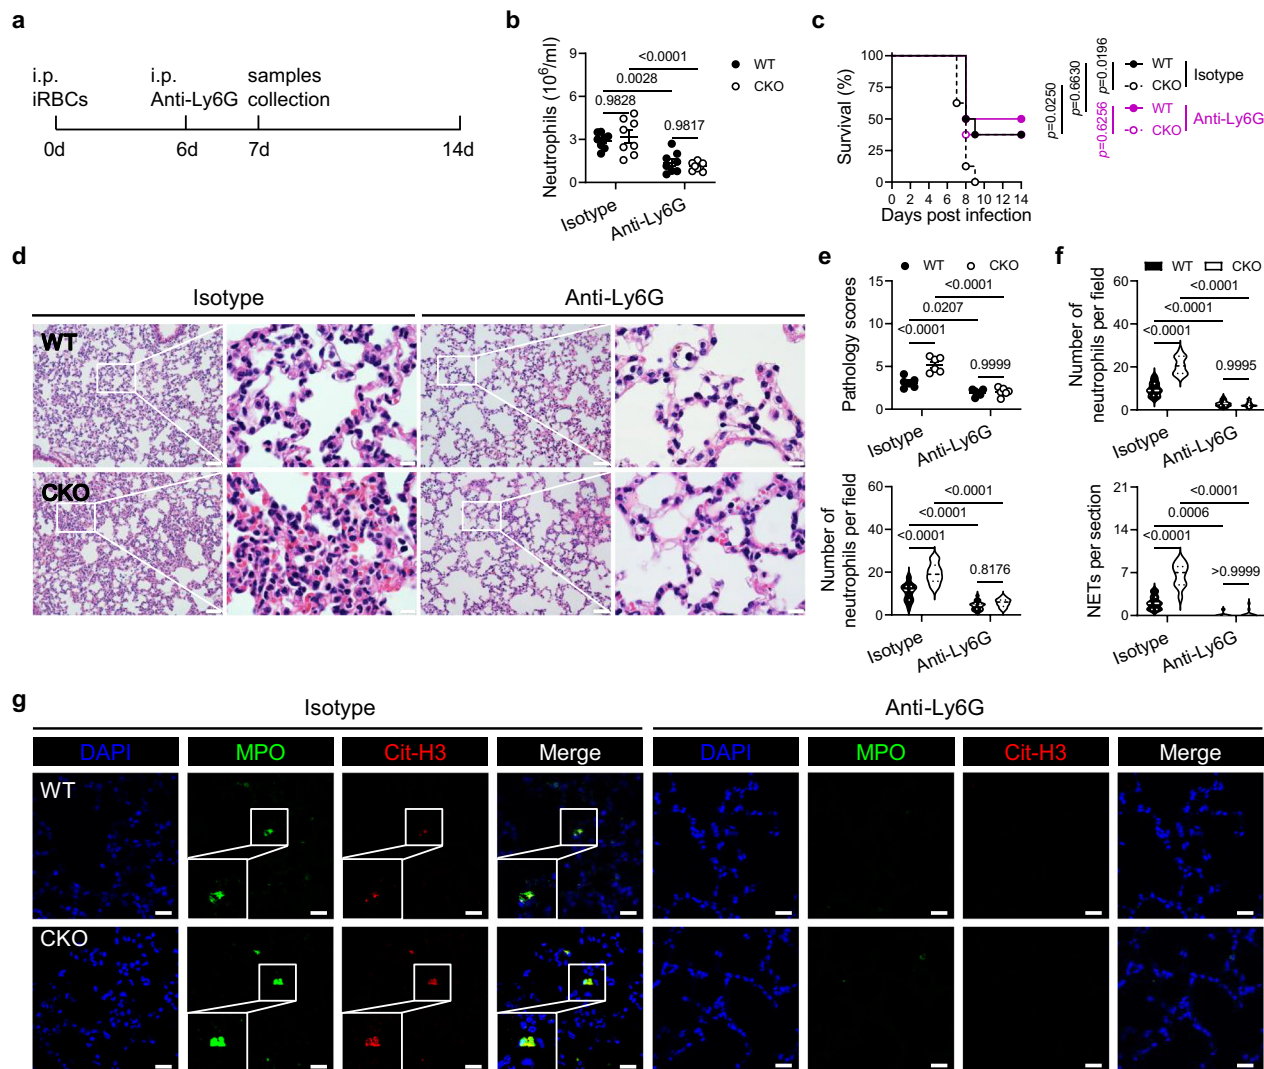 a
i.p.
iRBCs
i.p.
Anti-Ly6G
samples
collection
0d
6d
7d
14d
b
Neutrophils (10⁶/ml)
9
6
3
0
<0.0001
0.0028
0.9828
0.9817
WT
CKO
Isotype
Anti-Ly6G
c
Survival (%)
100
75
50
25
0
0 2 4 6 8 10 12 14
Days post infection
p=0.0250
p=0.6630
p=0.0196
p=0.6256
WT
CKO
Isotype
WT
CKO
Anti-Ly6G
d
Isotype
Anti-Ly6G
WT
CKO
e
WT
CKO
Pathology scores
15
10
5
0
<0.0001
0.0207
<0.0001
0.9999
Isotype
Anti-Ly6G
Number of
neutrophils per field
60
40
20
0
<0.0001
<0.0001
<0.0001
0.8176
Isotype
Anti-Ly6G
f
WT
CKO
Number of
neutrophils per field
60
40
20
0
<0.0001
<0.0001
<0.0001
0.9995
Isotype
Anti-Ly6G
NETs per section
21
14
7
0
<0.0001
0.0006
<0.0001
>0.9999
Isotype
Anti-Ly6G
g
Isotype
Anti-Ly6G
DAPI
MPO
Cit-H3
Merge
DAPI
MPO
Cit-H3
Merge
WT
CKO